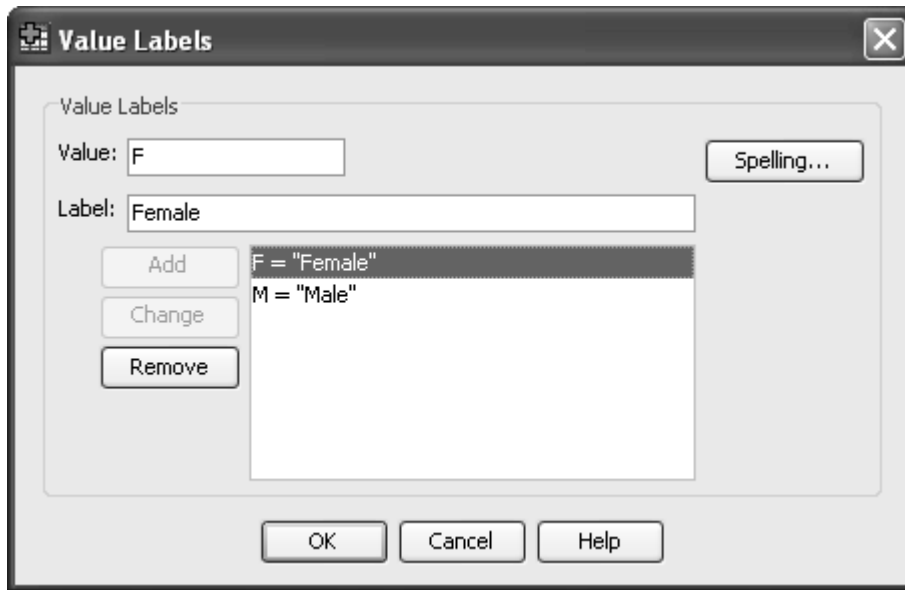 Value Labels
Value Labels
Value: F
Spelling...
Label: Female
Add
F = "Female"
M = "Male"
Change
Remove
OK Cancel Help